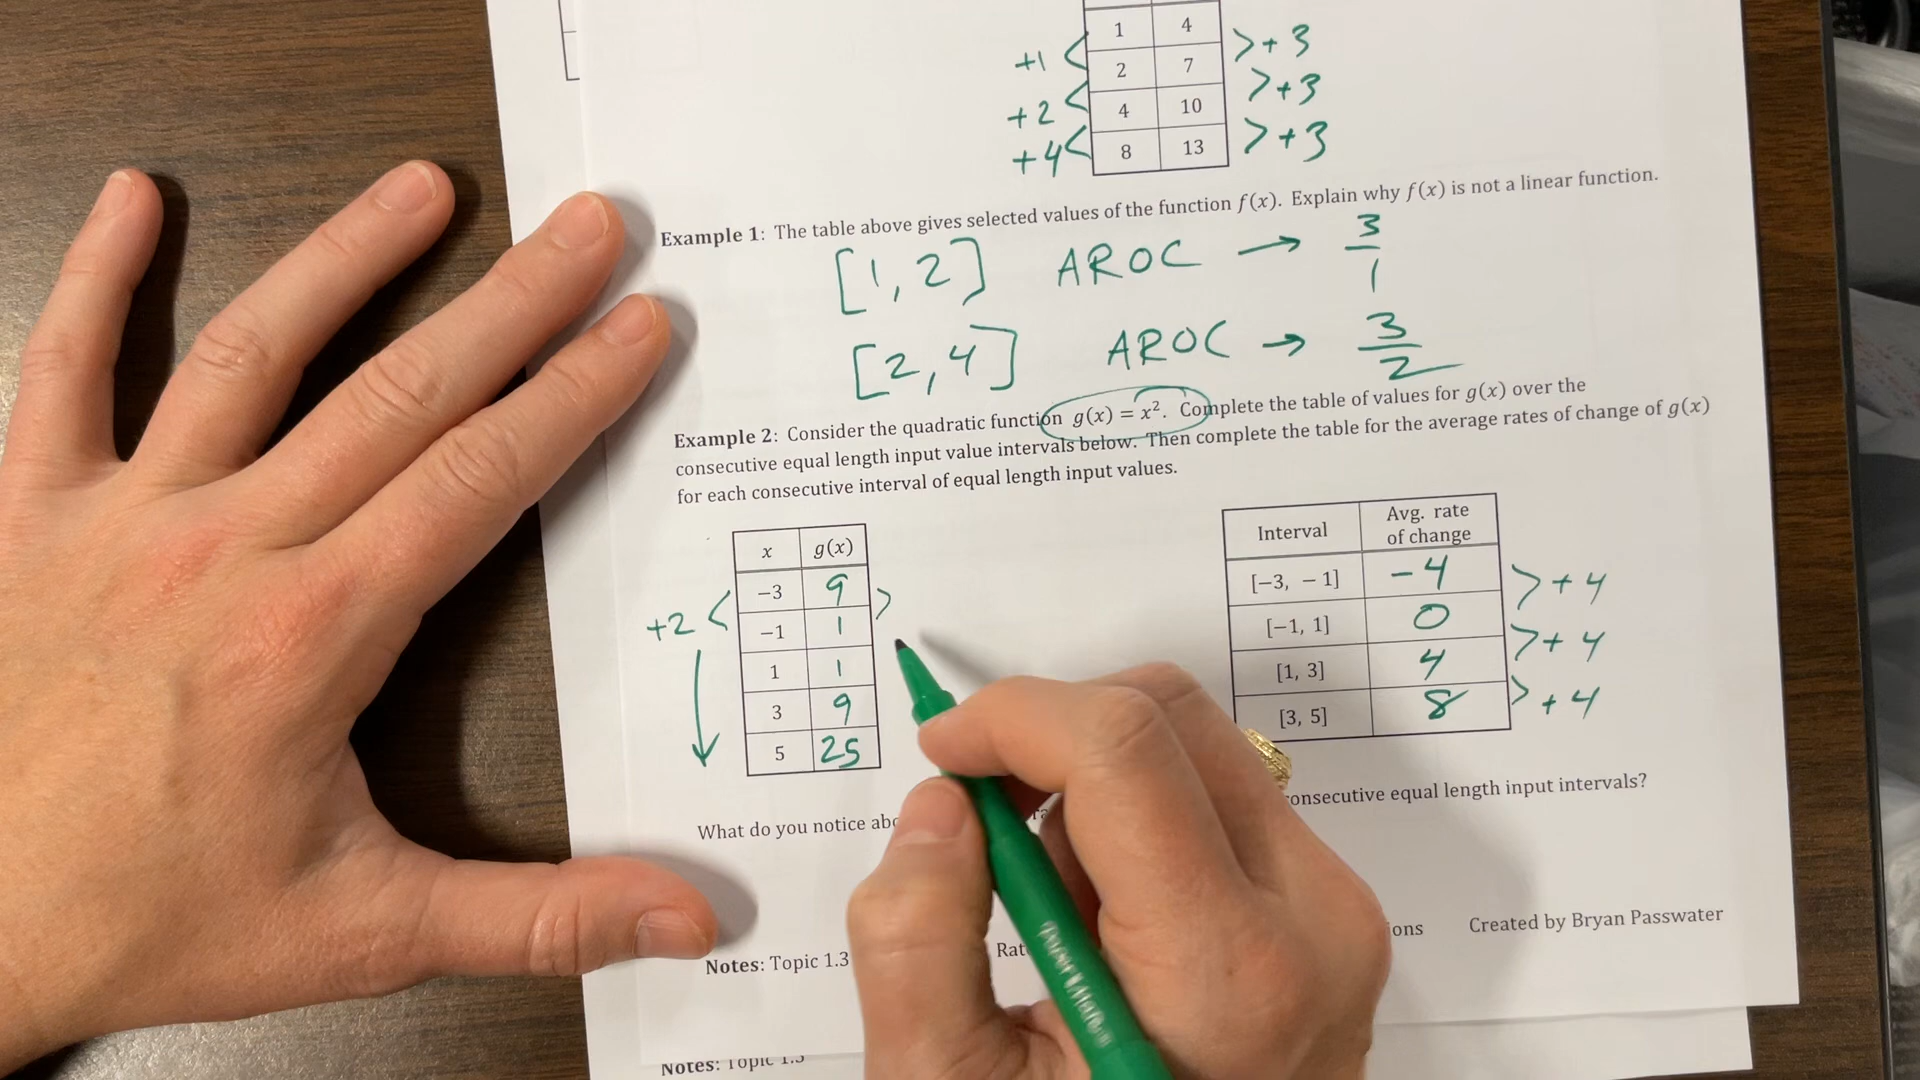 1 4
+1 > + 3
2 7
+2 > + 3
4 10
+4 > + 3
8 13
Example 1: The table above gives selected values of the function f(x). Explain why f(x) is not a linear function.
[1, 2] AROC → 3/1
[2, 4] AROC → 3/2
Example 2: Consider the quadratic function g(x) = x². Complete the table of values for g(x) over the
consecutive equal length input value intervals below. Then complete the table for the average rates of change of g(x)
for each consecutive interval of equal length input values.
x g(x)
−3 9
+2
−1 1
1 1
3 9
5 25
Interval Avg. rate of change
[−3, −1] −4
> + 4
[−1, 1] 0
> + 4
[1, 3] 4
> + 4
[3, 5] 8
What do you notice onsecutive equal length input intervals?
Notes: Topic 1.3 Created by Bryan Passwater
Notes: Topic 1.3